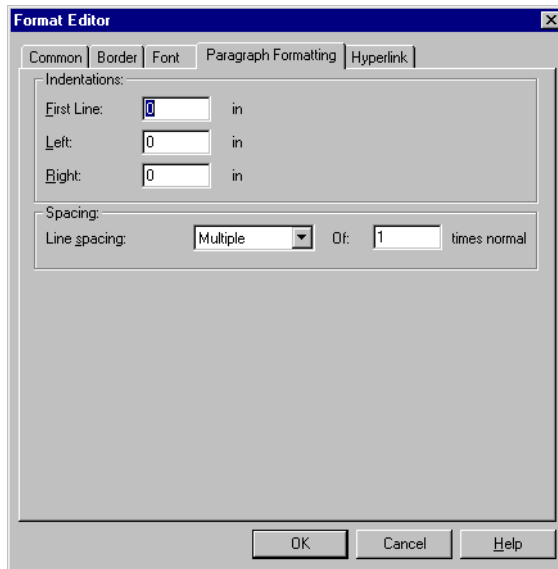 Format Editor
Common Border Font Paragraph Formatting Hyperlink
Indentations:
First Line: 0 in
Left: 0 in
Right: 0 in
Spacing:
Line spacing: Multiple Of: 1 times normal
OK Cancel Help